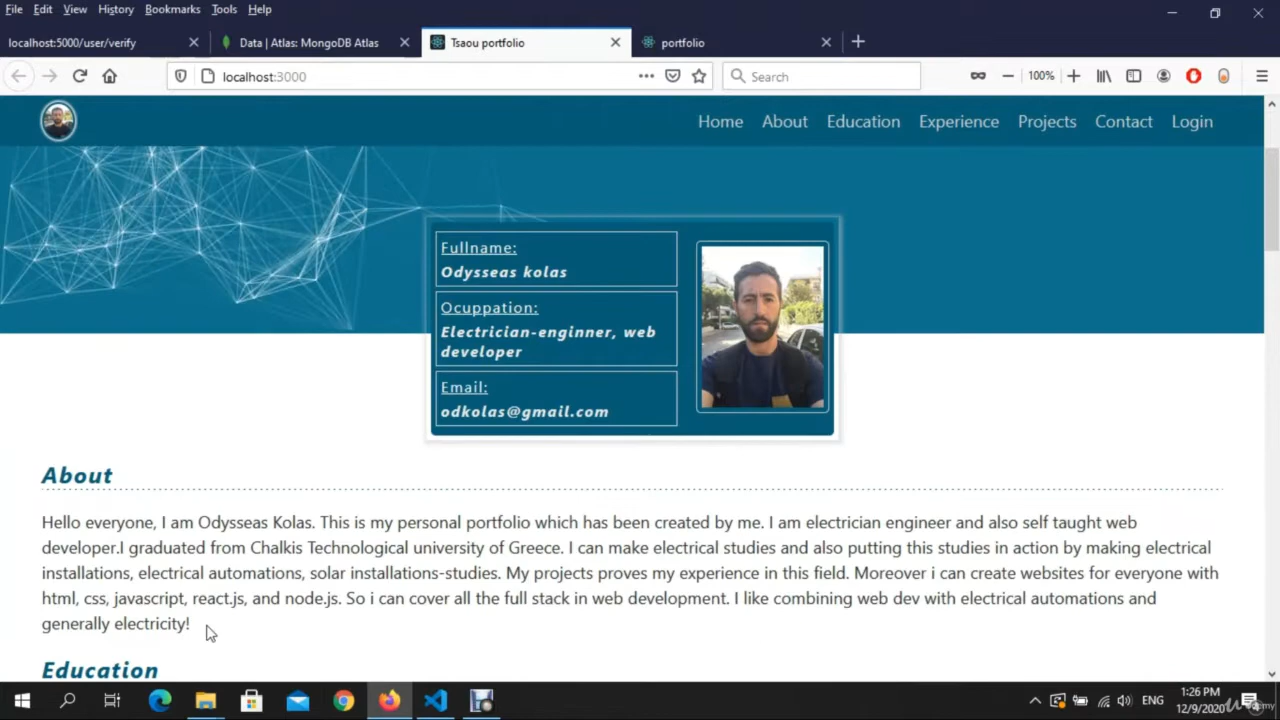 File Edit View History Bookmarks Tools Help
localhost:5000/user/verify Data | Atlas: MongoDB Atlas Tsaou portfolio portfolio
localhost:3000 Search 100%
Home About Education Experience Projects Contact Login
Fullname:
Odysseas kolas
Ocuppation:
Electrician-enginner, web
developer
Email:
odkolas@gmail.com
About
Hello everyone, I am Odysseas Kolas. This is my personal portfolio which has been created by me. I am electrician engineer and also self taught web
developer.I graduated from Chalkis Technological university of Greece. I can make electrical studies and also putting this studies in action by making electrical
installations, electrical automations, solar installations-studies. My projects proves my experience in this field. Moreover i can create websites for everyone with
html, css, javascript, react.js, and node.js. So i can cover all the full stack in web development. I like combining web dev with electrical automations and
generally electricity!
Education
ENG 1:26 PM
12/9/2020
Udemy